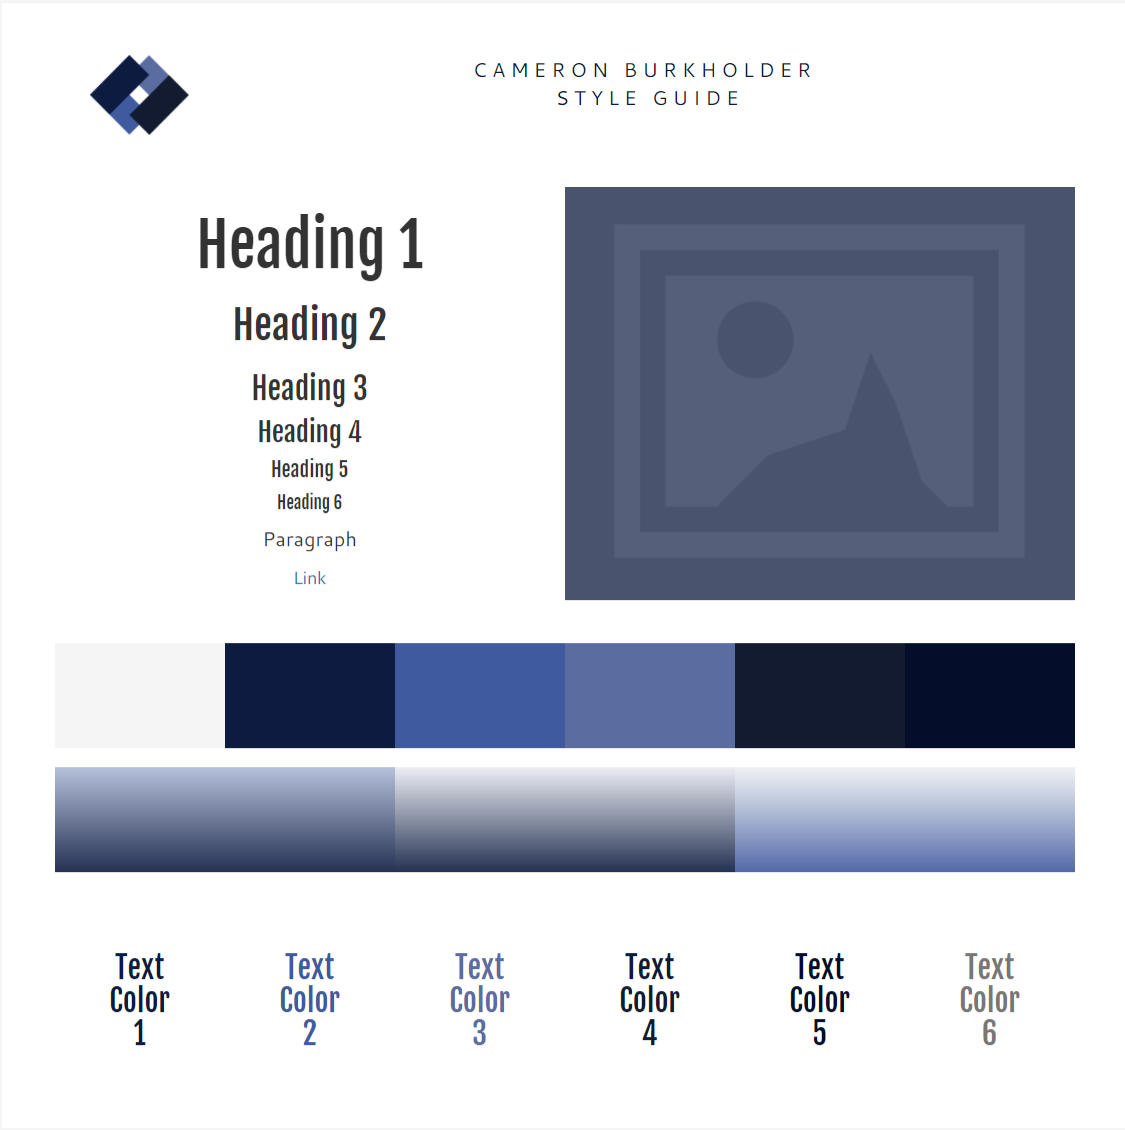 CAMERON BURKHOLDER
STYLE GUIDE
Heading 1
Heading 2
Heading 3
Heading 4
Heading 5
Heading 6
Paragraph
Link
Text
Color
1
Text
Color
2
Text
Color
3
Text
Color
4
Text
Color
5
Text
Color
6